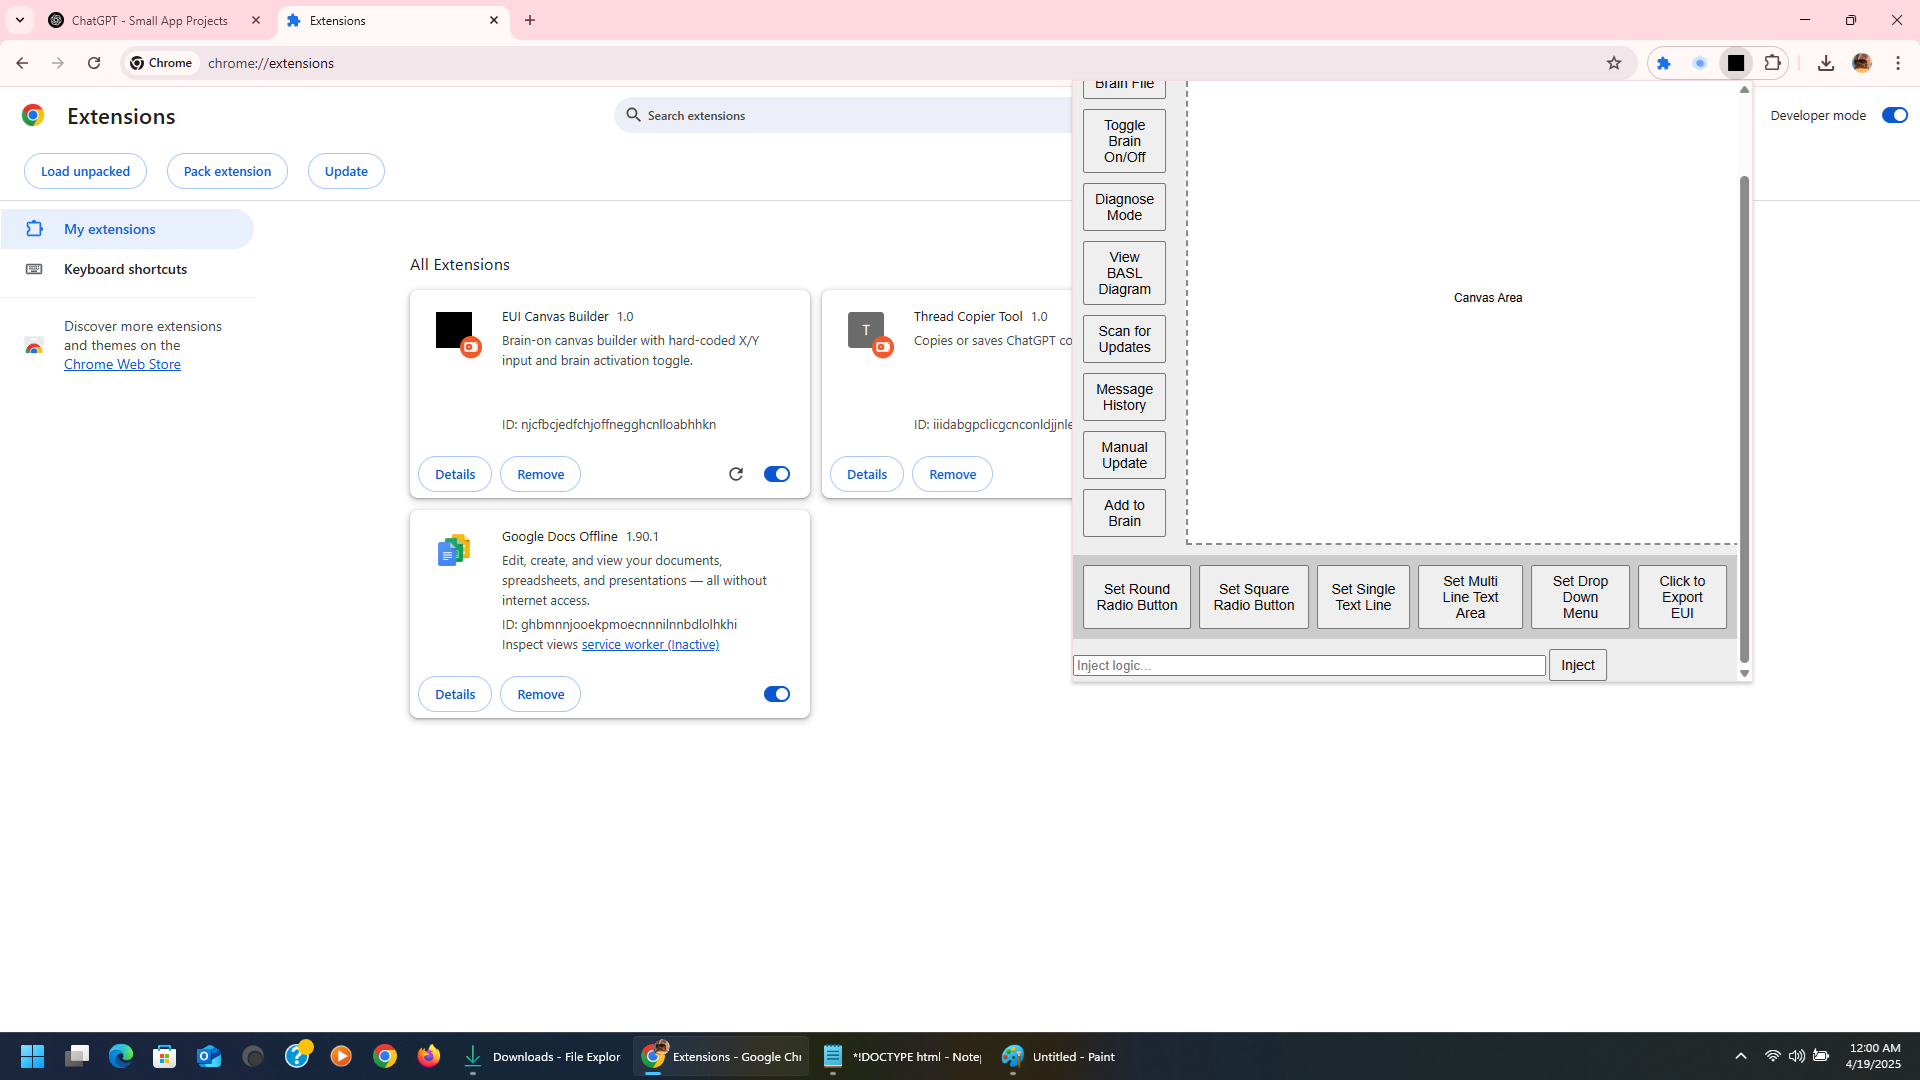 ChatGPT - Small App Projects
Extensions
Chrome
chrome://extensions
Extensions
Search extensions
Developer mode
Load unpacked
Pack extension
Update
My extensions
Keyboard shortcuts
Discover more extensions
and themes on the
Chrome Web Store
All Extensions
EUI Canvas Builder 1.0
Brain-on canvas builder with hard-coded X/Y
input and brain activation toggle.
ID: njcfbcjedfchjoffnegghcnlloabhhkn
Details
Remove
T
Thread Copier Tool 1.0
Copies or saves ChatGPT co
ID: iiidabgpclicgcnconldjjnle
Details
Remove
Google Docs Offline 1.90.1
Edit, create, and view your documents,
spreadsheets, and presentations — all without
internet access.
ID: ghbmnnjooekpmoecnnnilnnbdlolhkhi
Inspect views service worker (Inactive)
Details
Remove
Brain File
Toggle
Brain
On/Off
Diagnose
Mode
View
BASL
Diagram
Scan for
Updates
Message
History
Manual
Update
Add to
Brain
Canvas Area
Set Round
Radio Button
Set Square
Radio Button
Set Single
Text Line
Set Multi
Line Text
Area
Set Drop
Down
Menu
Click to
Export
EUI
Inject logic...
Inject
Downloads - File Explor
Extensions - Google Chr
*!DOCTYPE html - Note
Untitled - Paint
12:00 AM
4/19/2025